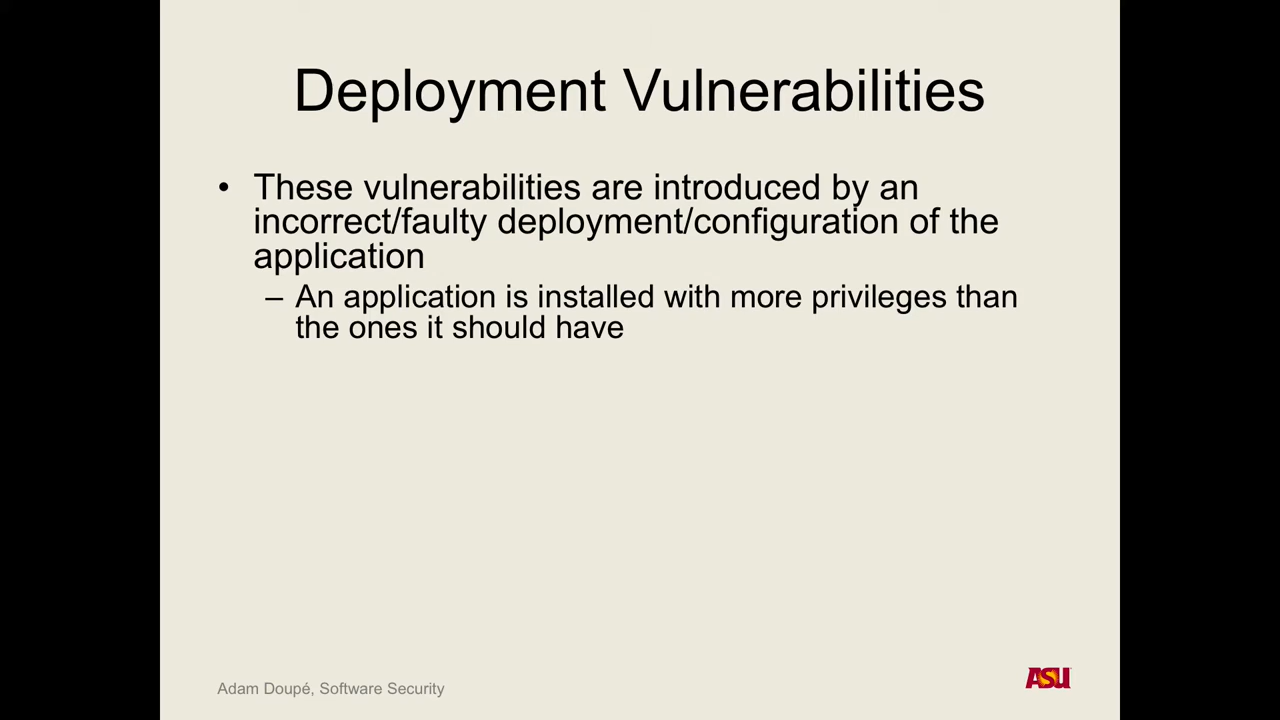 Deployment Vulnerabilities
• These vulnerabilities are introduced by an
incorrect/faulty deployment/configuration of the
application
– An application is installed with more privileges than
the ones it should have
Adam Doupé, Software Security
ASU